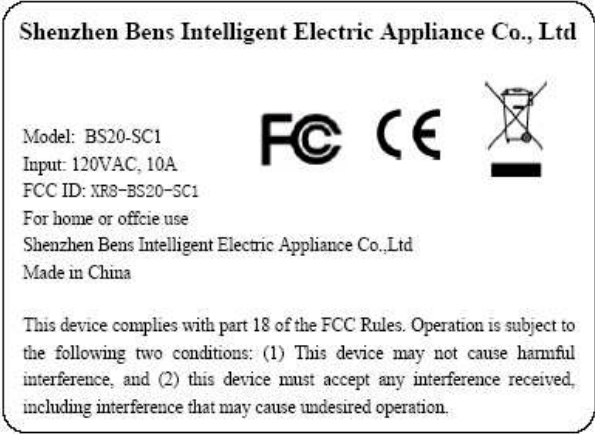 Shenzhen Bens Intelligent Electric Appliance Co., Ltd
FC CE
Model: BS20-SC1
Input: 120VAC, 10A
FCC ID: XR8-BS20-SC1
For home or offcie use
Shenzhen Bens Intelligent Electric Appliance Co.,Ltd
Made in China
This device complies with part 18 of the FCC Rules. Operation is subject to
the following two conditions: (1) This device may not cause harmful
interference, and (2) this device must accept any interference received,
including interference that may cause undesired operation.